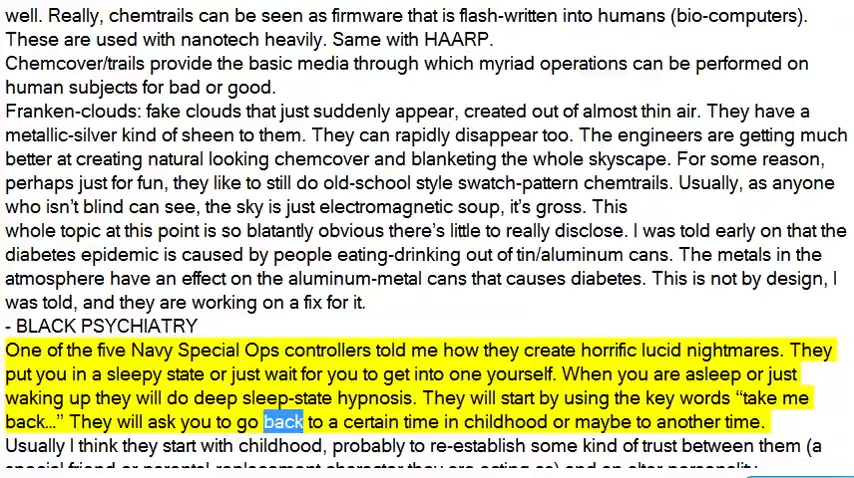 well. Really, chemtrails can be seen as firmware that is flash-written into humans (bio-computers).
These are used with nanotech heavily. Same with HAARP.
Chemcover/trails provide the basic media through which myriad operations can be performed on
human subjects for bad or good.
Franken-clouds: fake clouds that just suddenly appear, created out of almost thin air. They have a
metallic-silver kind of sheen to them. They can rapidly disappear too. The engineers are getting much
better at creating natural looking chemcover and blanketing the whole skyscape. For some reason,
perhaps just for fun, they like to still do old-school style swatch-pattern chemtrails. Usually, as anyone
who isn’t blind can see, the sky is just electromagnetic soup, it’s gross. This
whole topic at this point is so blatantly obvious there’s little to really disclose. I was told early on that the
diabetes epidemic is caused by people eating-drinking out of tin/aluminum cans. The metals in the
atmosphere have an effect on the aluminum-metal cans that causes diabetes. This is not by design, I
was told, and they are working on a fix for it.
- BLACK PSYCHIATRY
One of the five Navy Special Ops controllers told me how they create horrific lucid nightmares. They
put you in a sleepy state or just wait for you to get into one yourself. When you are asleep or just
waking up they will do deep sleep-state hypnosis. They will start by using the key words “take me
back…” They will ask you to go back to a certain time in childhood or maybe to another time.
Usually I think they start with childhood, probably to re-establish some kind of trust between them (a
special friend or parental replacement character they are acting as) and an alter personality